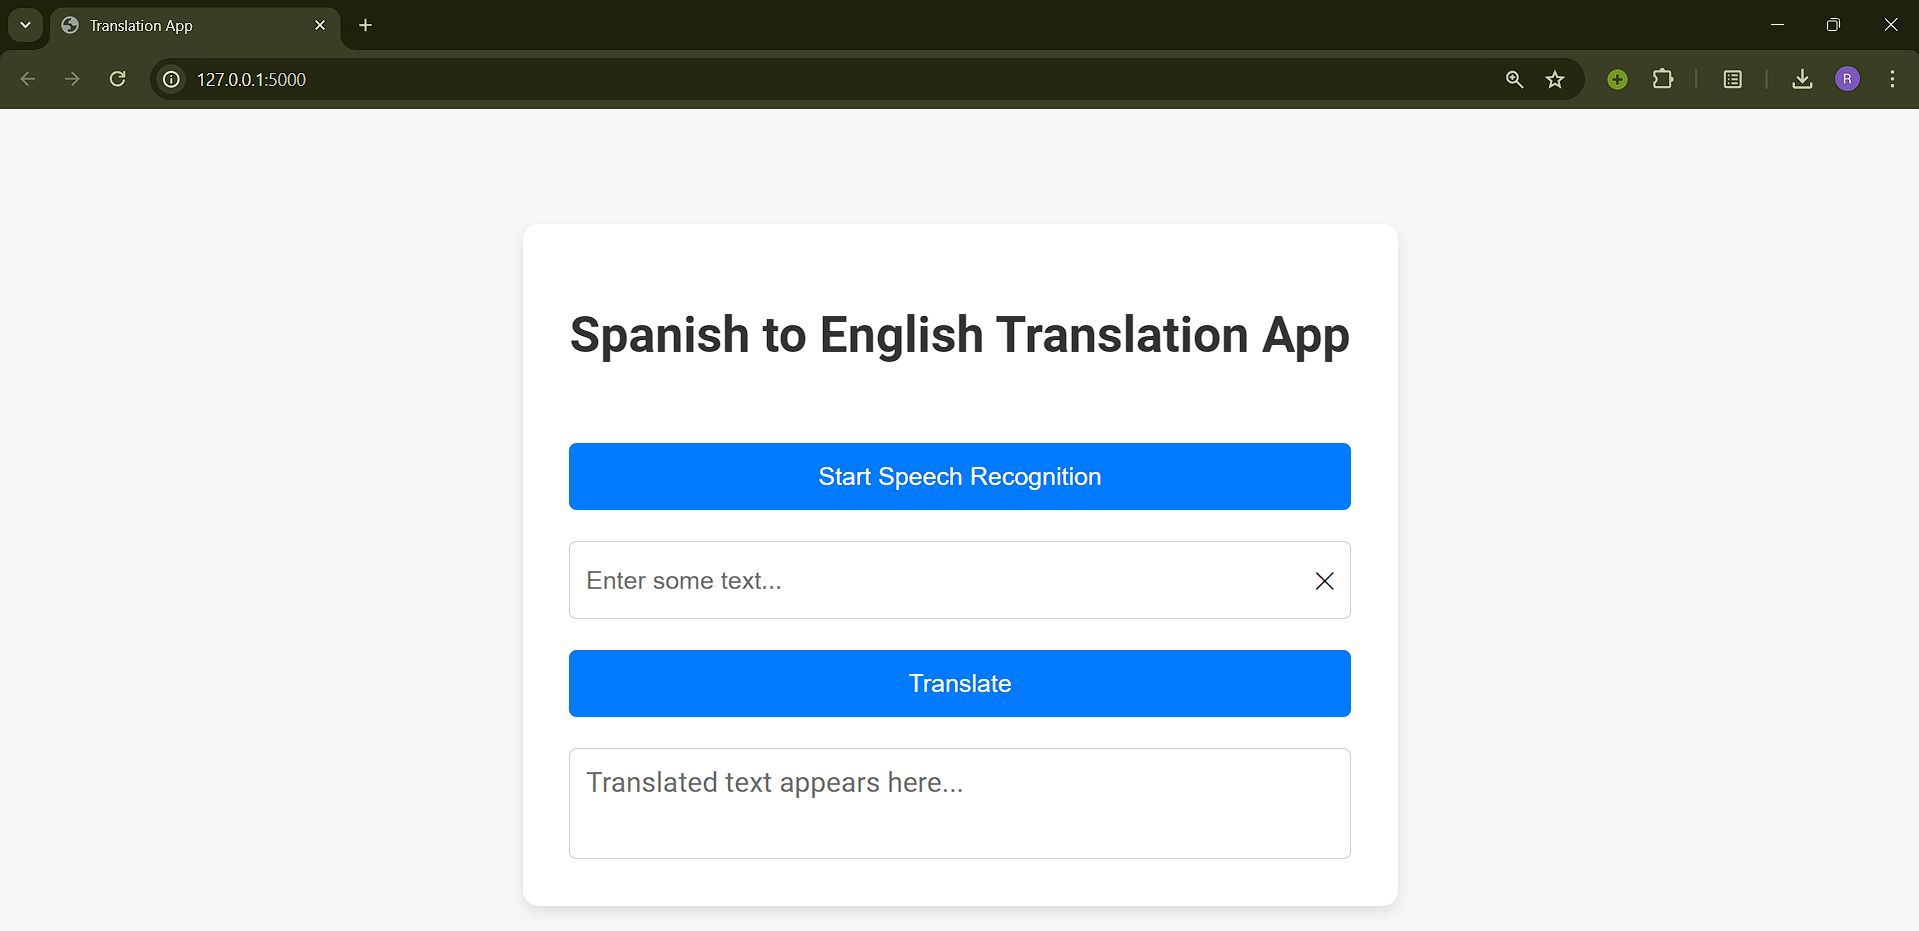 Translation App
127.0.0.1:5000
R
Spanish to English Translation App
Start Speech Recognition
Enter some text...
Translate
Translated text appears here...